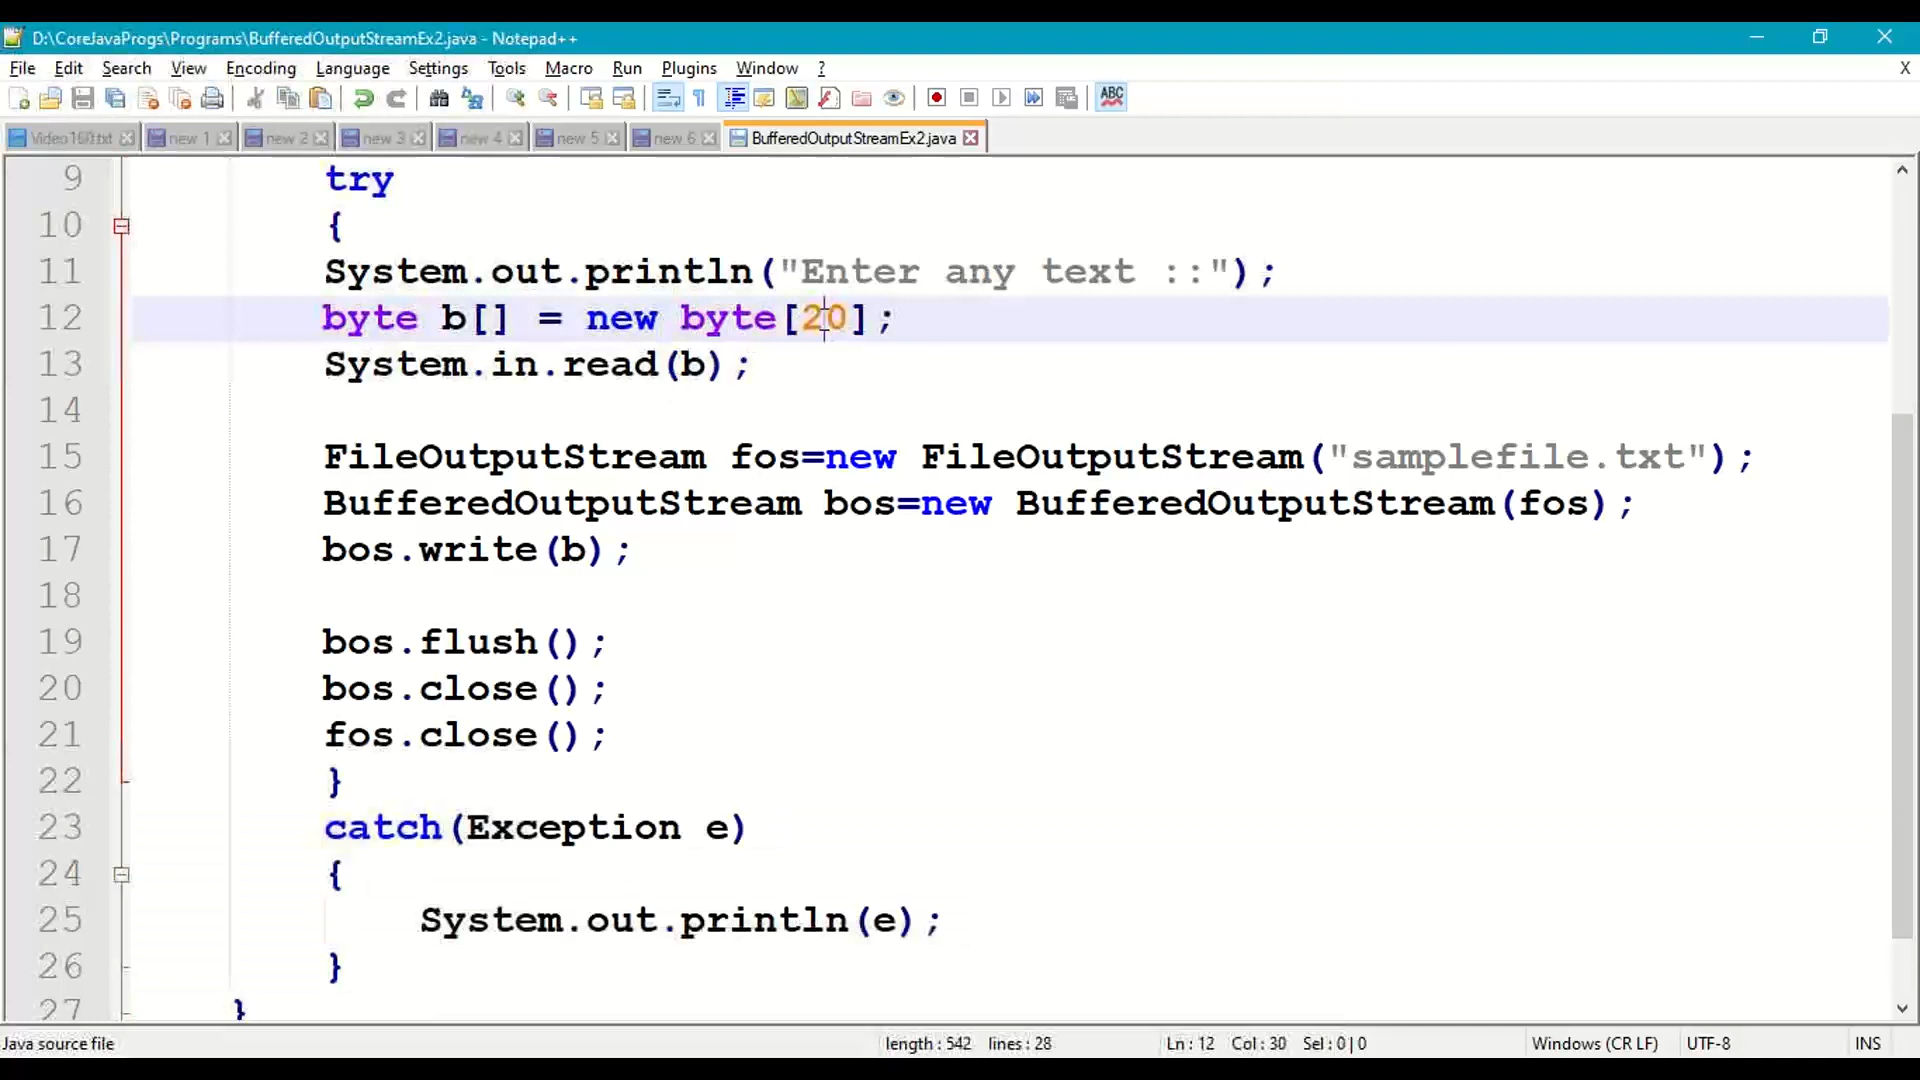 D:\CoreJavaProgs\Programs\BufferedOutputStreamEx2.java - Notepad++
File Edit Search View Encoding Language Settings Tools Macro Run Plugins Window ? X
ABC
Video160.txt new 1 new 2 new 3 new 4 new 5 new 6 BufferedOutputStreamEx2.java
9 try
10 {
11 System.out.println("Enter any text ::");
12 byte b[] = new byte[20];
13 System.in.read(b);
14
15 FileOutputStream fos=new FileOutputStream("samplefile.txt");
16 BufferedOutputStream bos=new BufferedOutputStream(fos);
17 bos.write(b);
18
19 bos.flush();
20 bos.close();
21 fos.close();
22 }
23 catch(Exception e)
24 {
25 System.out.println(e);
26 }
27 }
Java source file length : 542 lines : 28 Ln : 12 Col : 30 Sel : 0 | 0 Windows (CR LF) UTF-8 INS